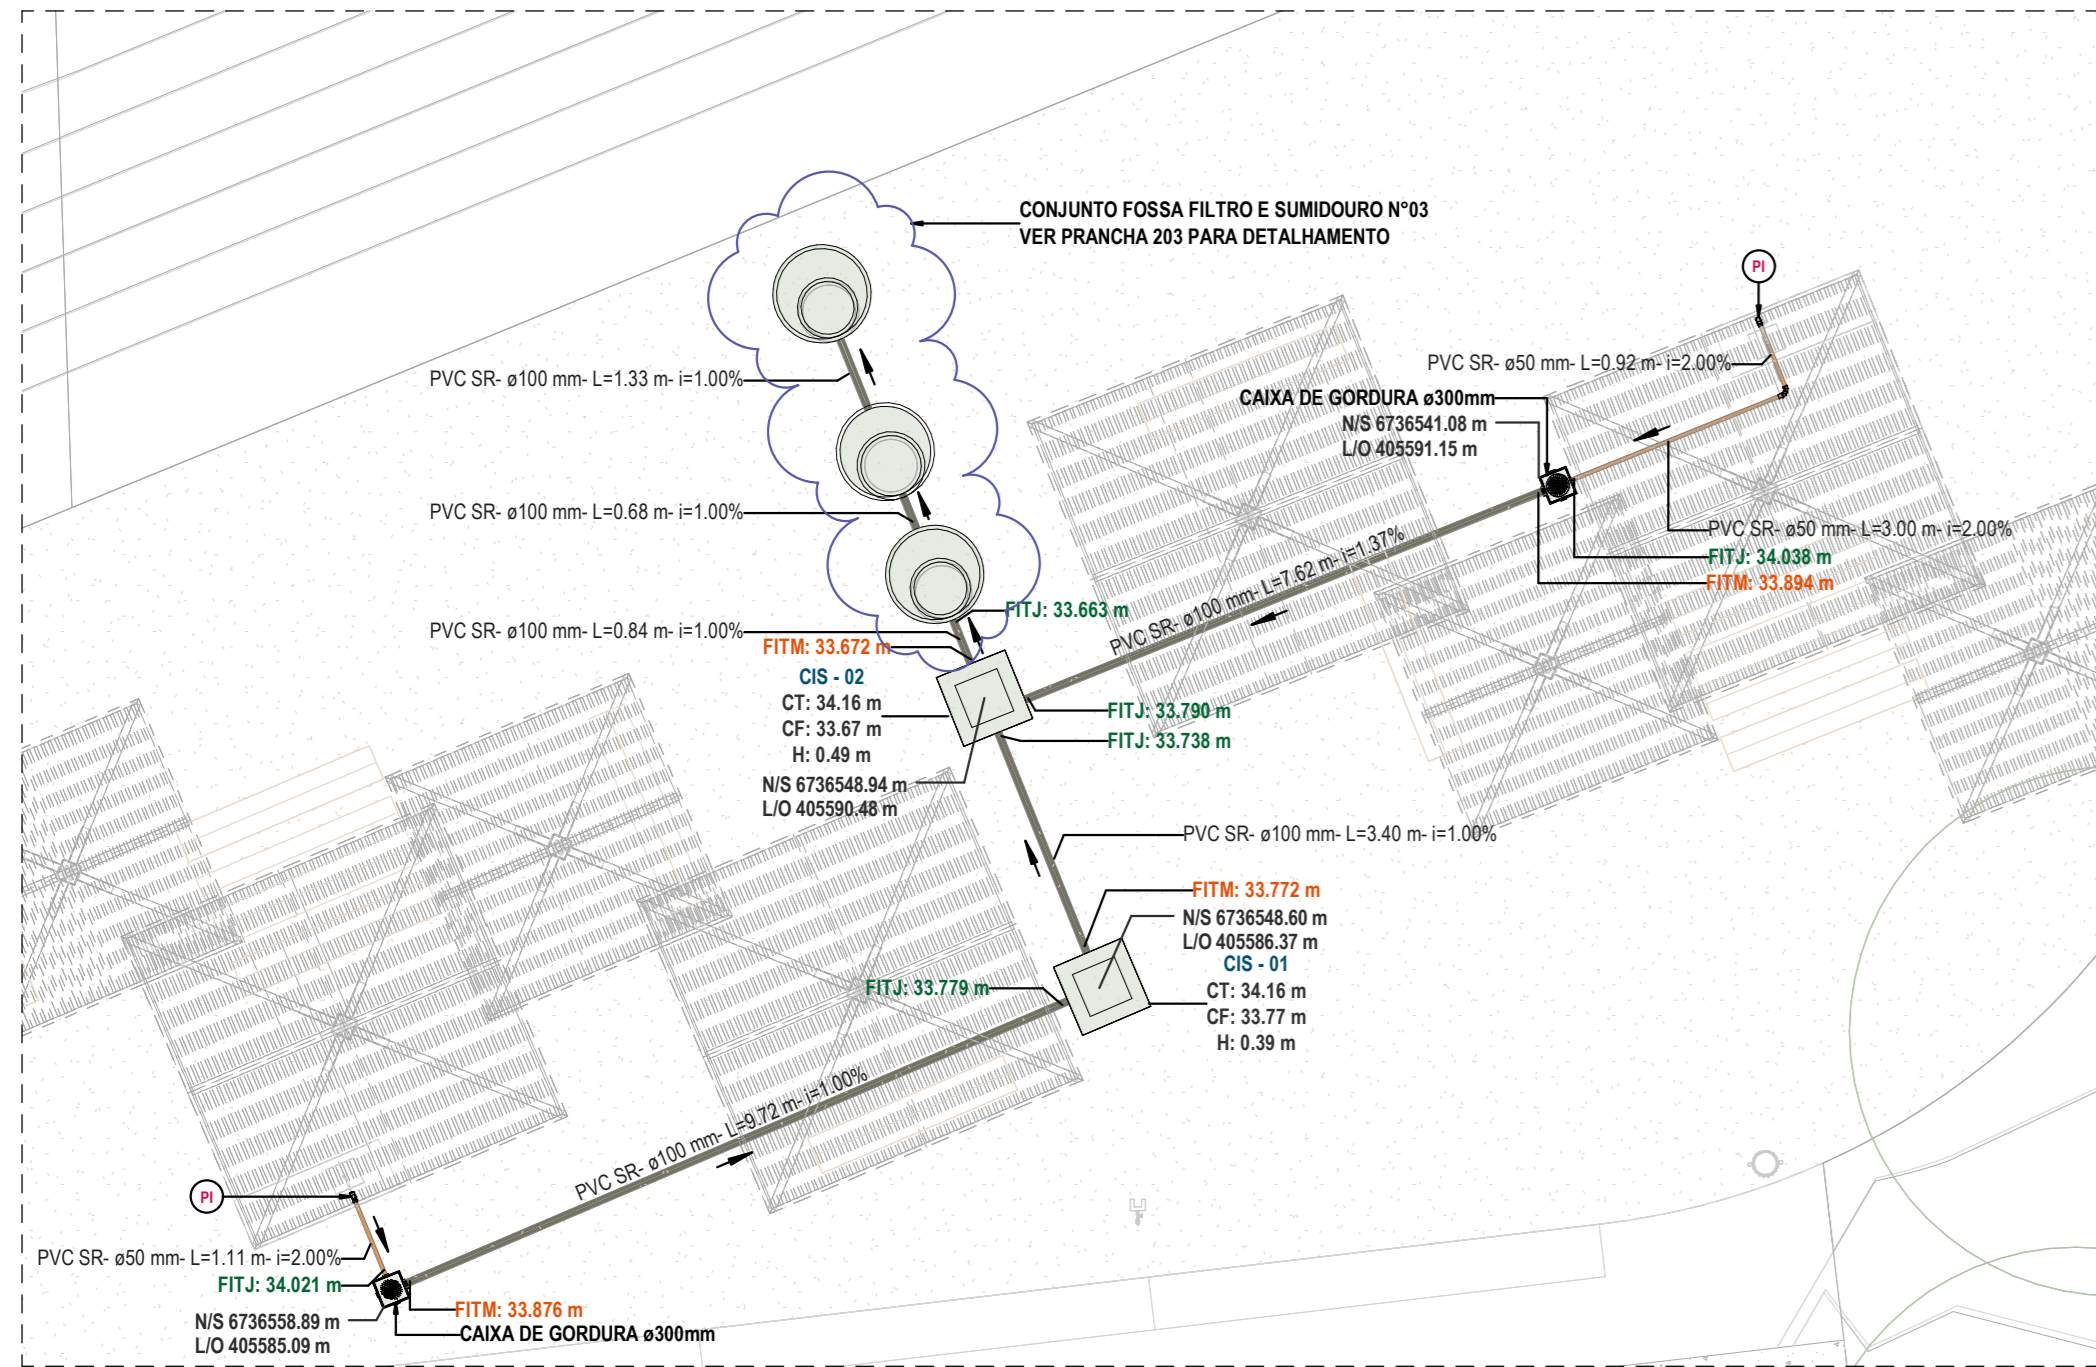 CONJUNTO FOSSA FILTRO E SUMIDOURO N°03
VER PRANCHA 203 PARA DETALHAMENTO
PI
PVC SR- ø100 mm- L=1.33 m- i=1.00%
PVC SR- ø50 mm- L=0.92 m- i=2.00%
CAIXA DE GORDURA ø300mm
N/S 6736541.08 m
L/O 405591.15 m
PVC SR- ø100 mm- L=0.68 m- i=1.00%
PVC SR- ø50 mm- L=3.00 m- i=2.00%
FITJ: 34.038 m
FITM: 33.894 m
PVC SR- ø100 mm- L=7.62 m- i=1.37%
FITJ: 33.663 m
PVC SR- ø100 mm- L=0.84 m- i=1.00%
FITM: 33.672 m
CIS - 02
CT: 34.16 m
CF: 33.67 m
H: 0.49 m
N/S 6736548.94 m
L/O 405590.48 m
FITJ: 33.790 m
FITJ: 33.738 m
PVC SR- ø100 mm- L=3.40 m- i=1.00%
FITM: 33.772 m
N/S 6736548.60 m
L/O 405586.37 m
CIS - 01
CT: 34.16 m
CF: 33.77 m
H: 0.39 m
FITJ: 33.779 m
PVC SR- ø100 mm- L=9.72 m- i=1.00%
PI
PVC SR- ø50 mm- L=1.11 m- i=2.00%
FITJ: 34.021 m
N/S 6736558.89 m
L/O 405585.09 m
FITM: 33.876 m
CAIXA DE GORDURA ø300mm